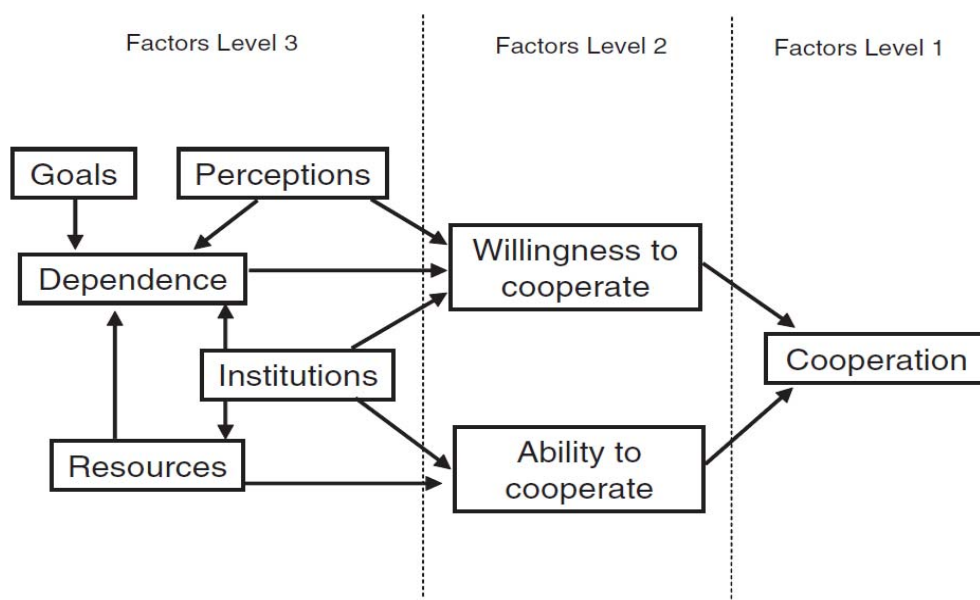 Factors Level 3
Factors Level 2
Factors Level 1
Goals
Perceptions
Dependence
Willingness to
cooperate
Institutions
Cooperation
Resources
Ability to
cooperate